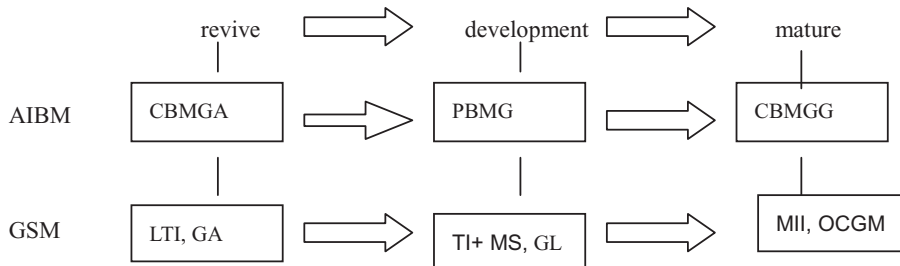 revive development mature
AIBM CBMGA PBMG CBMGG
GSM LTI, GA TI+ MS, GL MII, OCGM